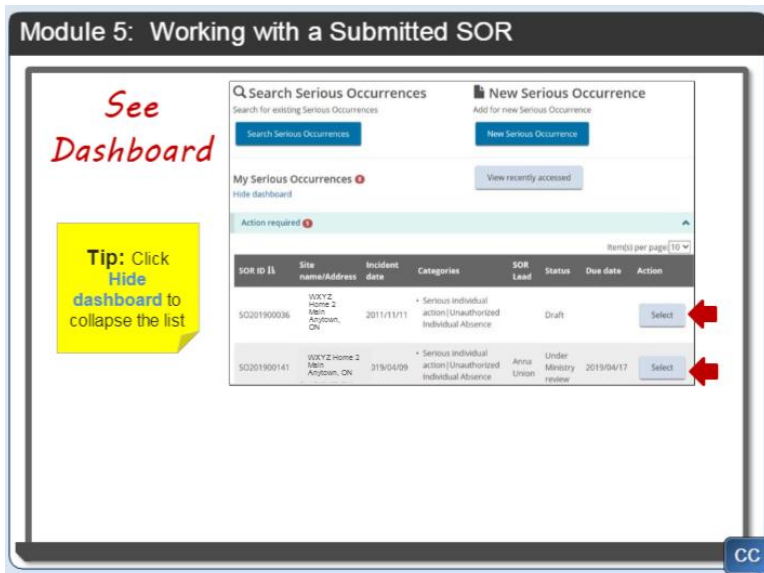 Module 5: Working with a Submitted SOR
See
Dashboard
Tip: Click
Hide
dashboard to
collapse the list
Search Serious Occurrences
Search for existing Serious Occurrences
Search Serious Occurrences
New Serious Occurrence
Add for new Serious Occurrence
New Serious Occurrence
My Serious Occurrences
Hide dashboard
View recently accessed
Action required
Item(s) per page 10
SOR ID Site name/Address Incident date Categories SOR Lead Status Due date Action
SO201900036
WXYZ
Home 2
Main
Anytown,
ON
2011/11/11
• Serious individual
action|Unauthorized
Individual Absence
Draft
Select
SO201900141
WXYZ Home 2
Main
Anytown, ON
019/04/09
• Serious individual
action|Unauthorized
Individual Absence
Anna
Union
Under
Ministry
review
2019/04/17
Select
CC